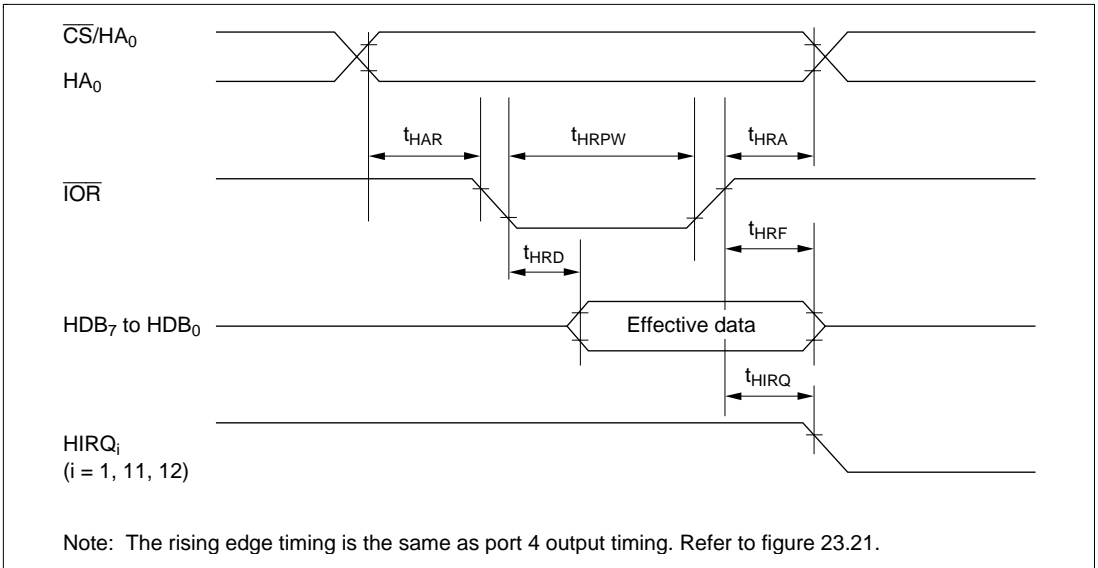 CS/HA0
HA0
tHAR
tHRPW
tHRA
IOR
tHRF
tHRD
HDB7 to HDB0
Effective data
tHIRQ
HIRQi
(i = 1, 11, 12)
Note: The rising edge timing is the same as port 4 output timing. Refer to figure 23.21.